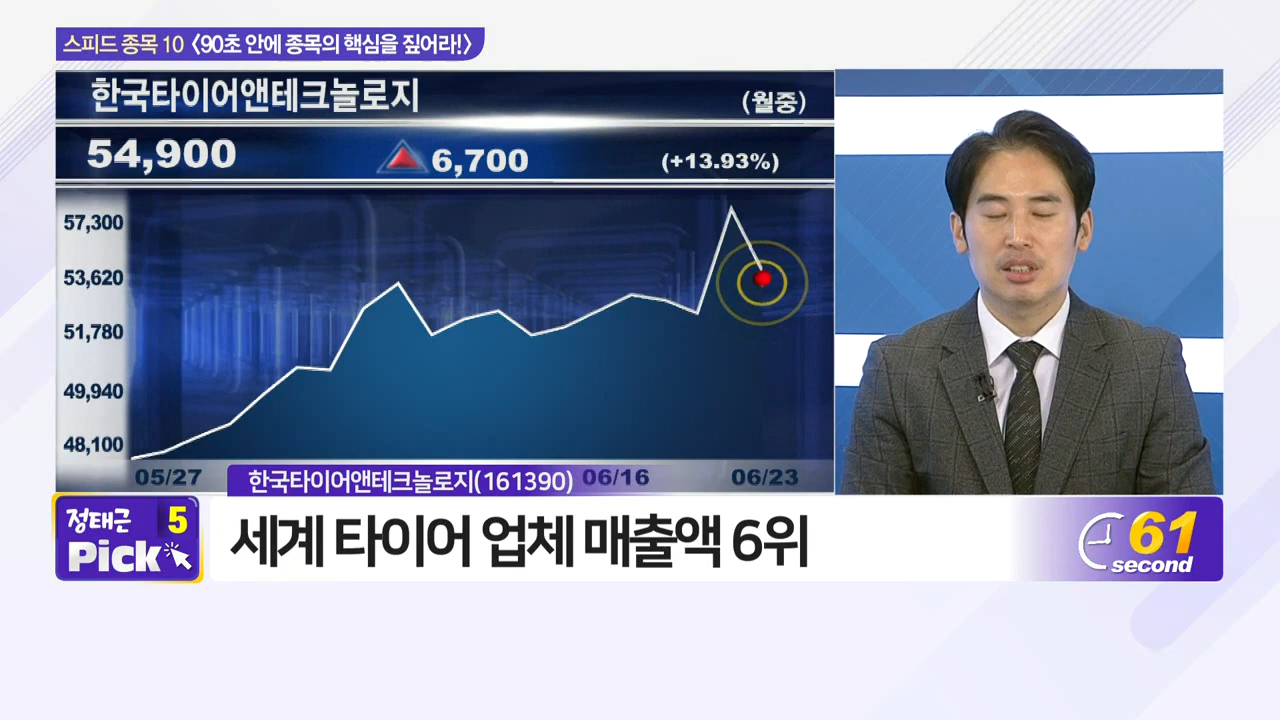 스피드 종목 10 <90초 안에 종목의 핵심을 짚어라!>
한국타이어앤테크놀로지 (월중)
54,900 6,700 (+13.93%)
57,300
53,620
51,780
49,940
48,100
05/27 06/16 06/23
한국타이어앤테크놀로지(161390)
정태근 5
Pick
세계 타이어 업체 매출액 6위
61
second